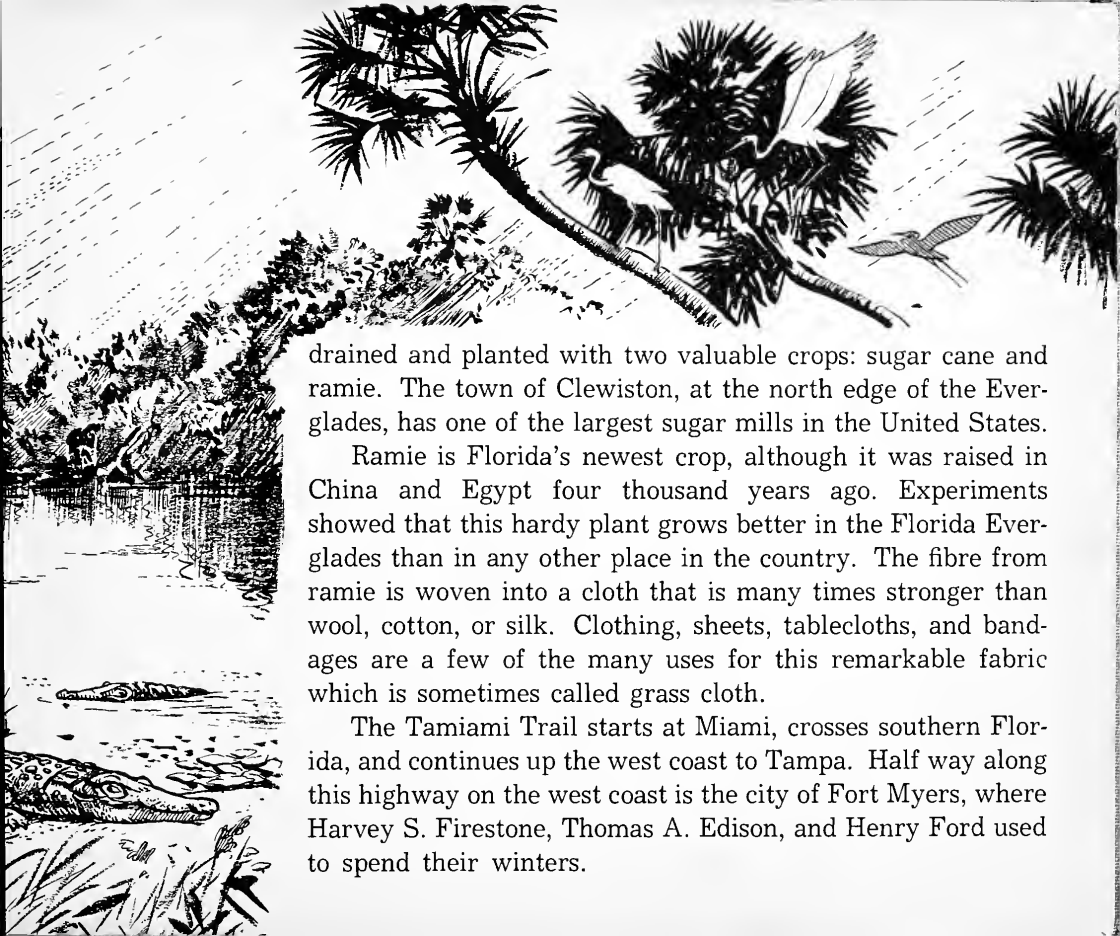 drained and planted with two valuable crops: sugar cane and
ramie. The town of Clewiston, at the north edge of the Ever-
glades, has one of the largest sugar mills in the United States.
Ramie is Florida's newest crop, although it was raised in
China and Egypt four thousand years ago. Experiments
showed that this hardy plant grows better in the Florida Ever-
glades than in any other place in the country. The fibre from
ramie is woven into a cloth that is many times stronger than
wool, cotton, or silk. Clothing, sheets, tablecloths, and band-
ages are a few of the many uses for this remarkable fabric
which is sometimes called grass cloth.
The Tamiami Trail starts at Miami, crosses southern Flor-
ida, and continues up the west coast to Tampa. Half way along
this highway on the west coast is the city of Fort Myers, where
Harvey S. Firestone, Thomas A. Edison, and Henry Ford used
to spend their winters.